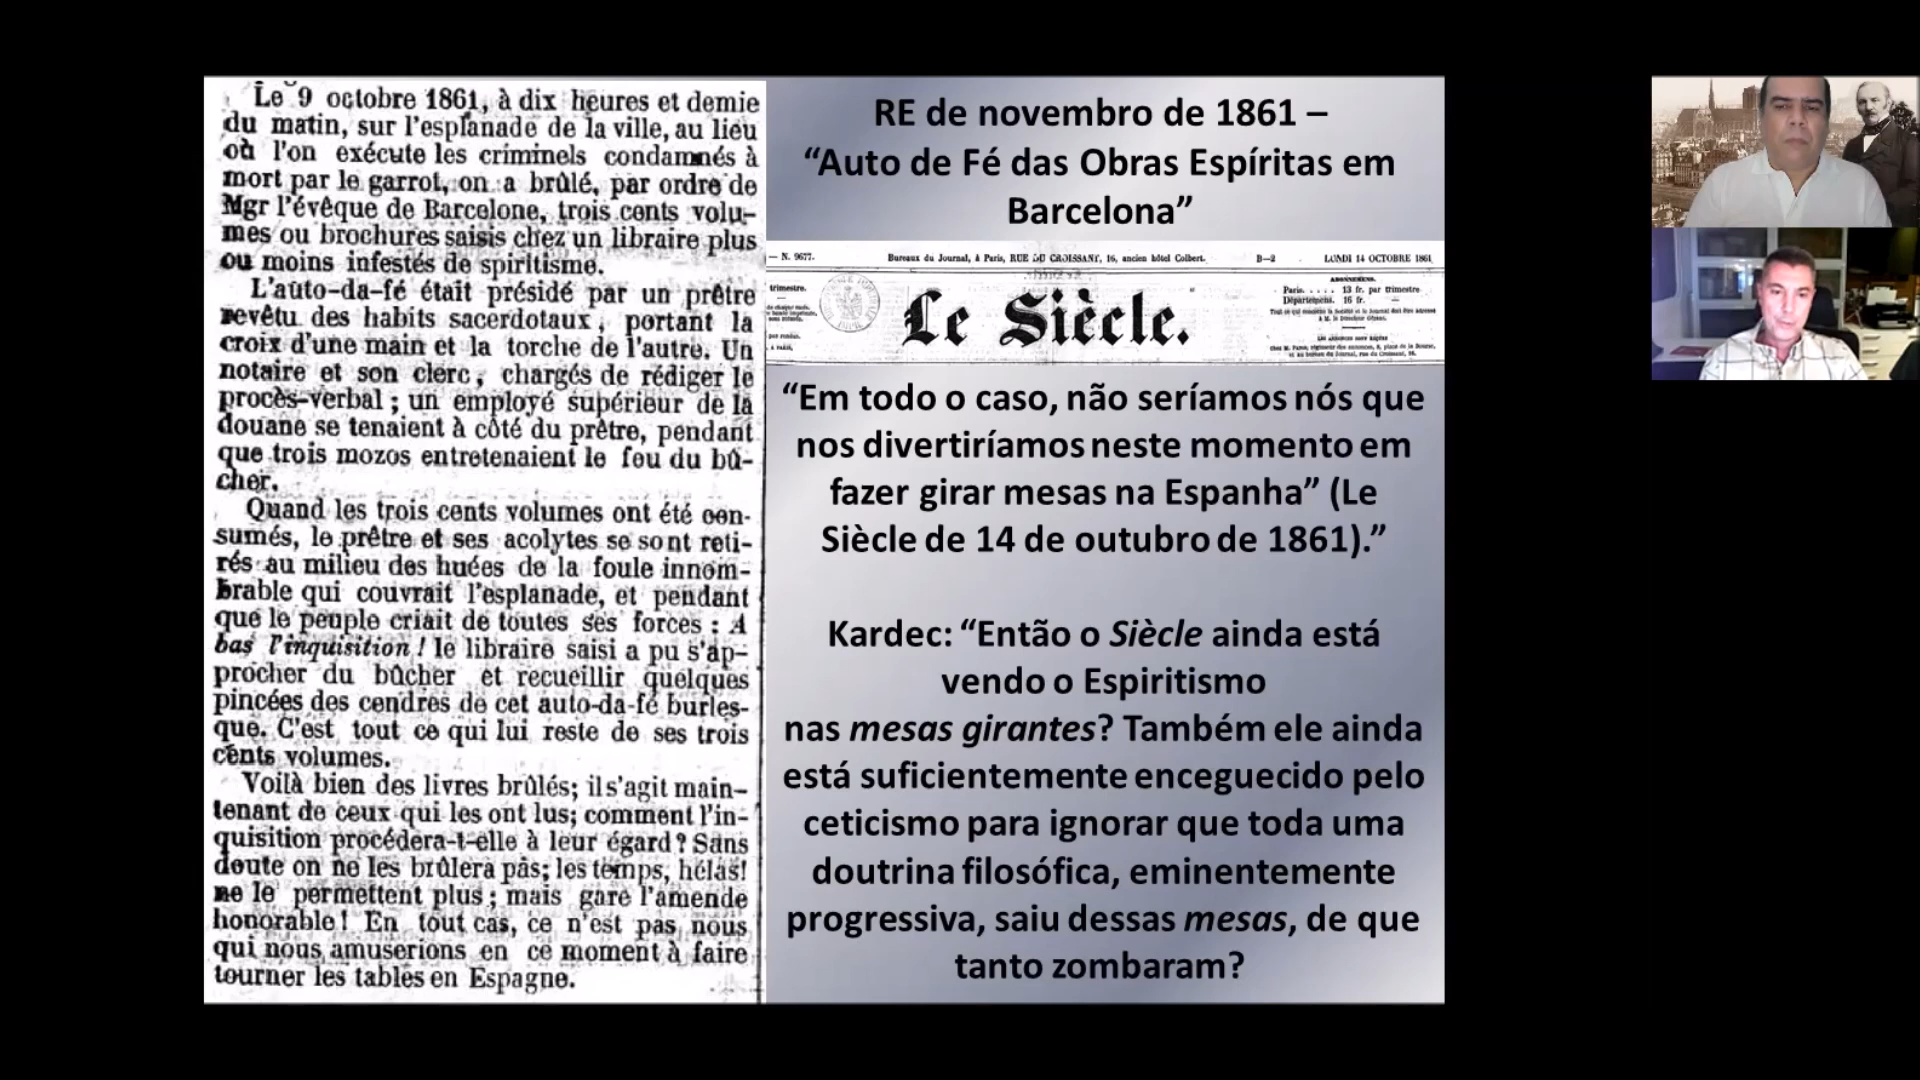 Le 9 octobre 1861, à dix heures et demie
du matin, sur l'esplanade de la ville, au lieu
où l'on exécute les criminels condamnés à
mort par le garrot, on a brûlé, par ordre de
Mgr l'évêque de Barcelone, trois cents volu-
mes ou brochures saisis chez un libraire plus
ou moins infestés de spiritisme.
L'auto-da-fé était présidé par un prêtre
revêtu des habits sacerdotaux, portant la
croix d'une main et la torche de l'autre. Un
notaire et son clerc, chargés de rédiger le
procès-verbal; un employé supérieur de la
douane se tenaient à côté du prêtre, pendant
que trois mozos entretenaient le feu du bû-
cher.
Quand les trois cents volumes ont été con-
sumés, le prêtre et ses acolytes se sont reti-
rés au milieu des huées de la foule innom-
brable qui couvrait l'esplanade, et pendant
que le peuple criait de toutes ses forces : A
bas l'inquisition! le libraire saisi a pu s'ap-
procher du bûcher et recueillir quelques
pincées des cendres de cet auto-da-fé burles-
que. C'est tout ce qui lui reste de ses trois
cents volumes.
Voilà bien des livres brûlés; il s'agit main-
tenant de ceux qui les ont lus; comment l'in-
quisition procédera-t-elle à leur égard? Sans
doute on ne les brûlera pas; les temps, hélas!
ne le permettent plus; mais gare l'amende
honorable! En tout cas, ce n'est pas nous
qui nous amuserions en ce moment à faire
tourner les tables en Espagne.
RE de novembro de 1861 –
“Auto de Fé das Obras Espíritas em
Barcelona”
— N. 9677. Bureaux du Journal, à Paris, RUE DU CROISSANT, 16, ancien hôtel Colbert. B—2 LUNDI 14 OCTOBRE 1861
trimestre.
Le Siècle.
ABONNEMENS.
Paris. . . . . 13 fr. par trimestre
Départemens. 16 fr. —
“Em todo o caso, não seríamos nós que
nos divertiríamos neste momento em
fazer girar mesas na Espanha” (Le
Siècle de 14 de outubro de 1861).”
Kardec: “Então o Siècle ainda está
vendo o Espiritismo
nas mesas girantes? Também ele ainda
está suficientemente enceguecido pelo
ceticismo para ignorar que toda uma
doutrina filosófica, eminentemente
progressiva, saiu dessas mesas, de que
tanto zombaram?